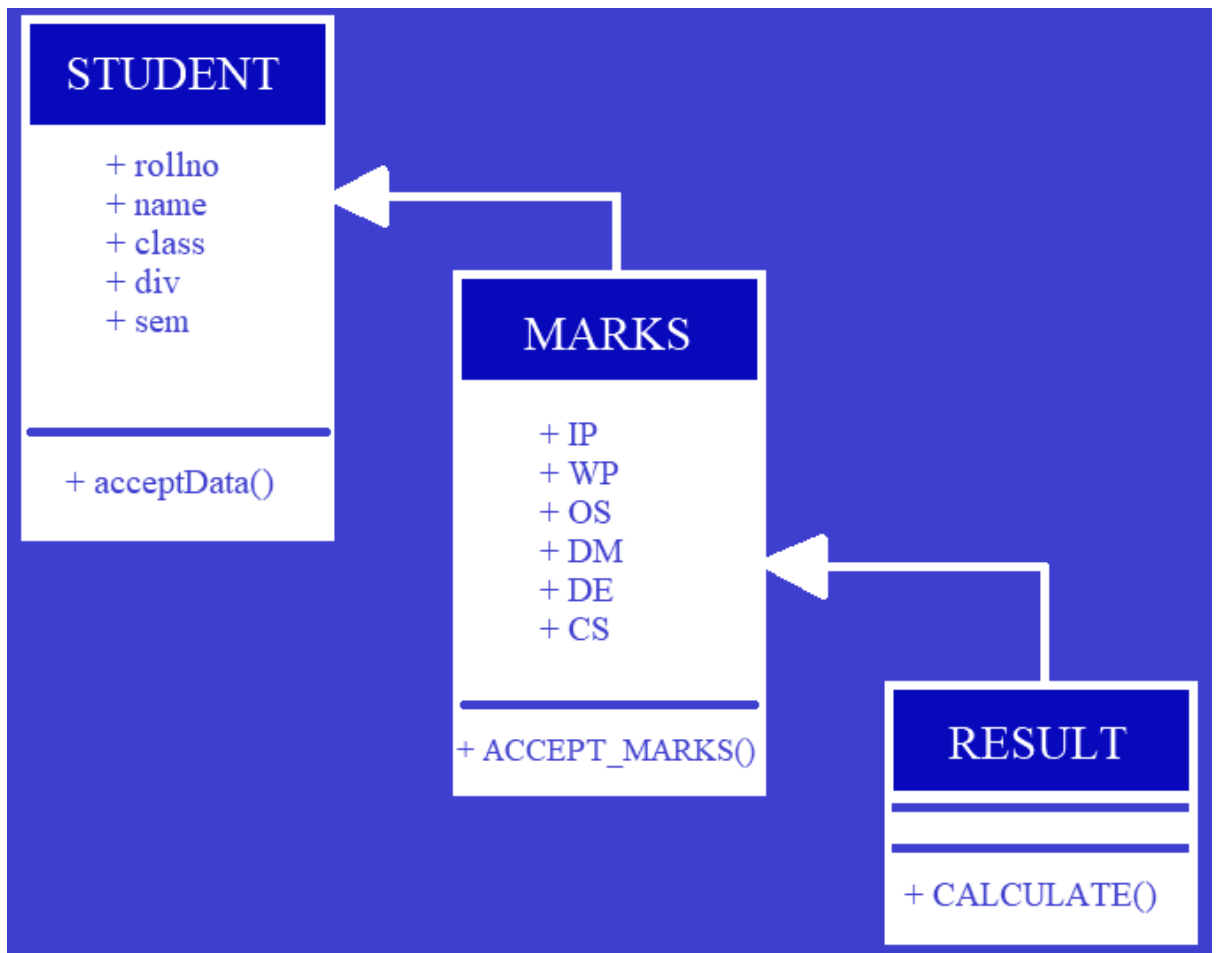 STUDENT
+ rollno
+ name
+ class
+ div
+ sem
+ acceptData()
MARKS
+ IP
+ WP
+ OS
+ DM
+ DE
+ CS
+ ACCEPT_MARKS()
RESULT
+ CALCULATE()